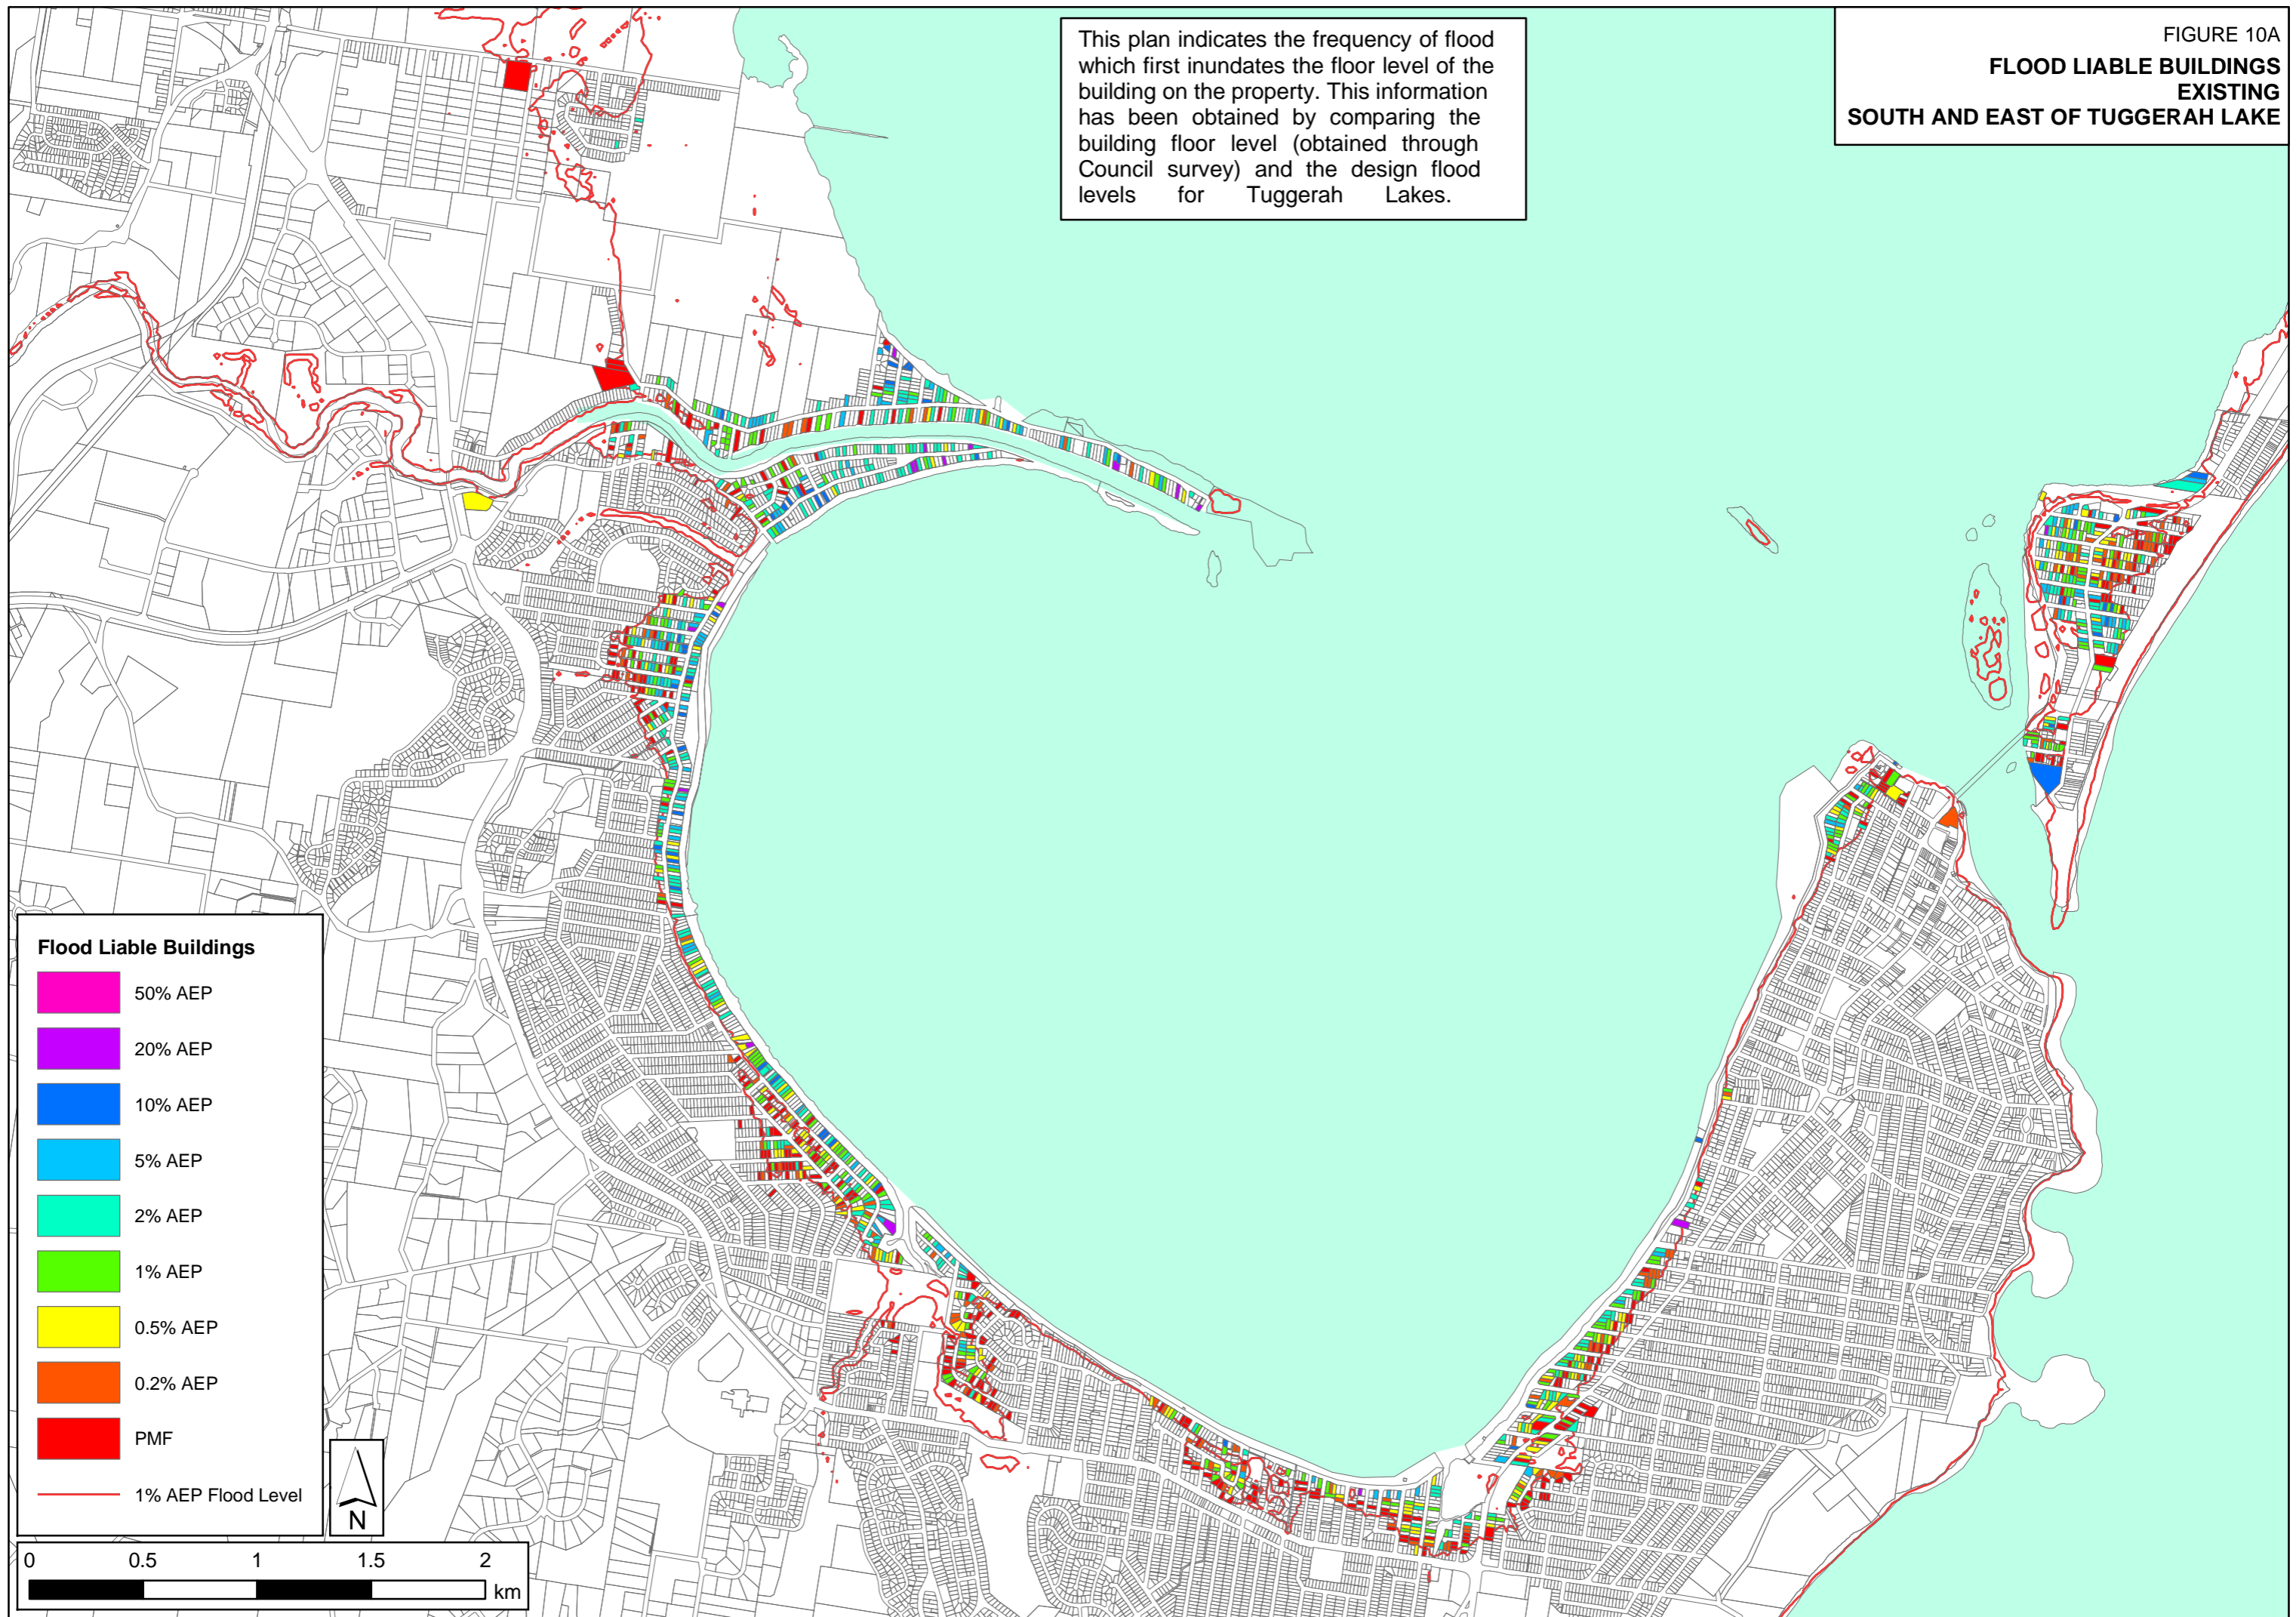 This plan indicates the frequency of flood
which first inundates the floor level of the
building on the property. This information
has been obtained by comparing the
building floor level (obtained through
Council survey) and the design flood
levels for Tuggerah Lakes.
FIGURE 10A
FLOOD LIABLE BUILDINGS
EXISTING
SOUTH AND EAST OF TUGGERAH LAKE
Flood Liable Buildings
50% AEP
20% AEP
10% AEP
5% AEP
2% AEP
1% AEP
0.5% AEP
0.2% AEP
PMF
1% AEP Flood Level
N
0 0.5 1 1.5 2
km